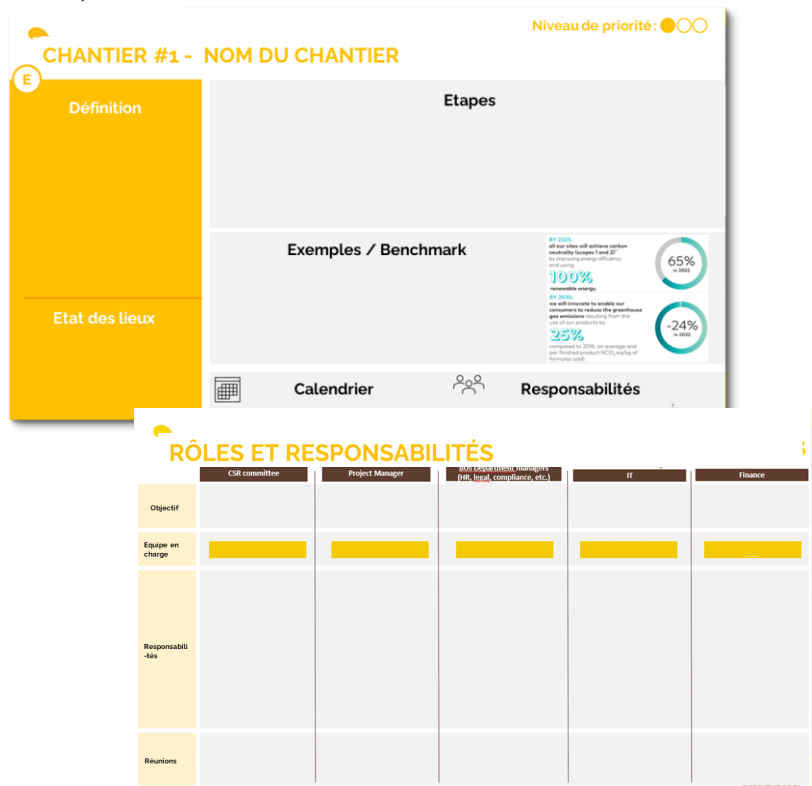 Niveau de priorité :
CHANTIER #1 - NOM DU CHANTIER
E
Définition
Etapes
Exemples / Benchmark
BY 2025,
all our sites will achieve carbon
neutrality (scopes 1 and 2)
by improving energy efficiency
and using
100%
renewable energy.
65%
in 2022
BY 2030,
we will innovate to enable our
consumers to reduce the greenhouse
gas emissions resulting from the
use of our products by
25%
compared to 2016, on average and
per finished product (CO₂ eq/kg of
formulas sold)
-24%
in 2022
Etat des lieux
Calendrier
Responsabilités
RÔLES ET RESPONSABILITÉS
CSR committee
Project Manager
BUs Department managers
(HR, legal, compliance, etc.)
IT
Finance
Objectif
Equipe en
charge
Responsabili
-tés
Réunions